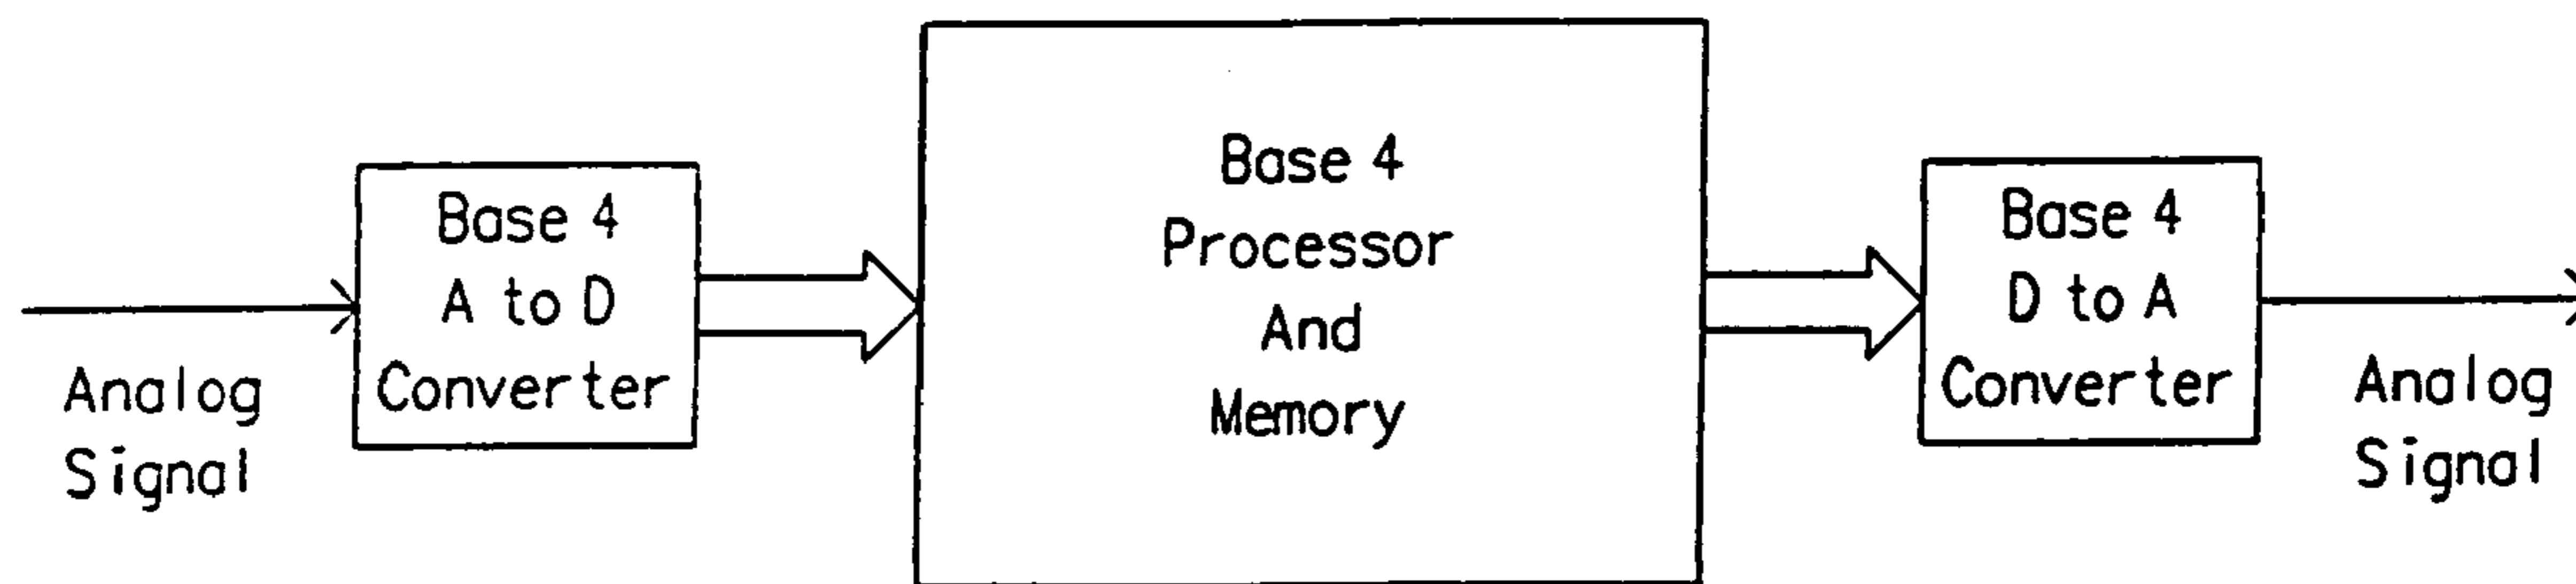 Analog
Signal
Base 4
A to D
Converter
Base 4
Processor
And
Memory
Base 4
D to A
Converter
Analog
Signal